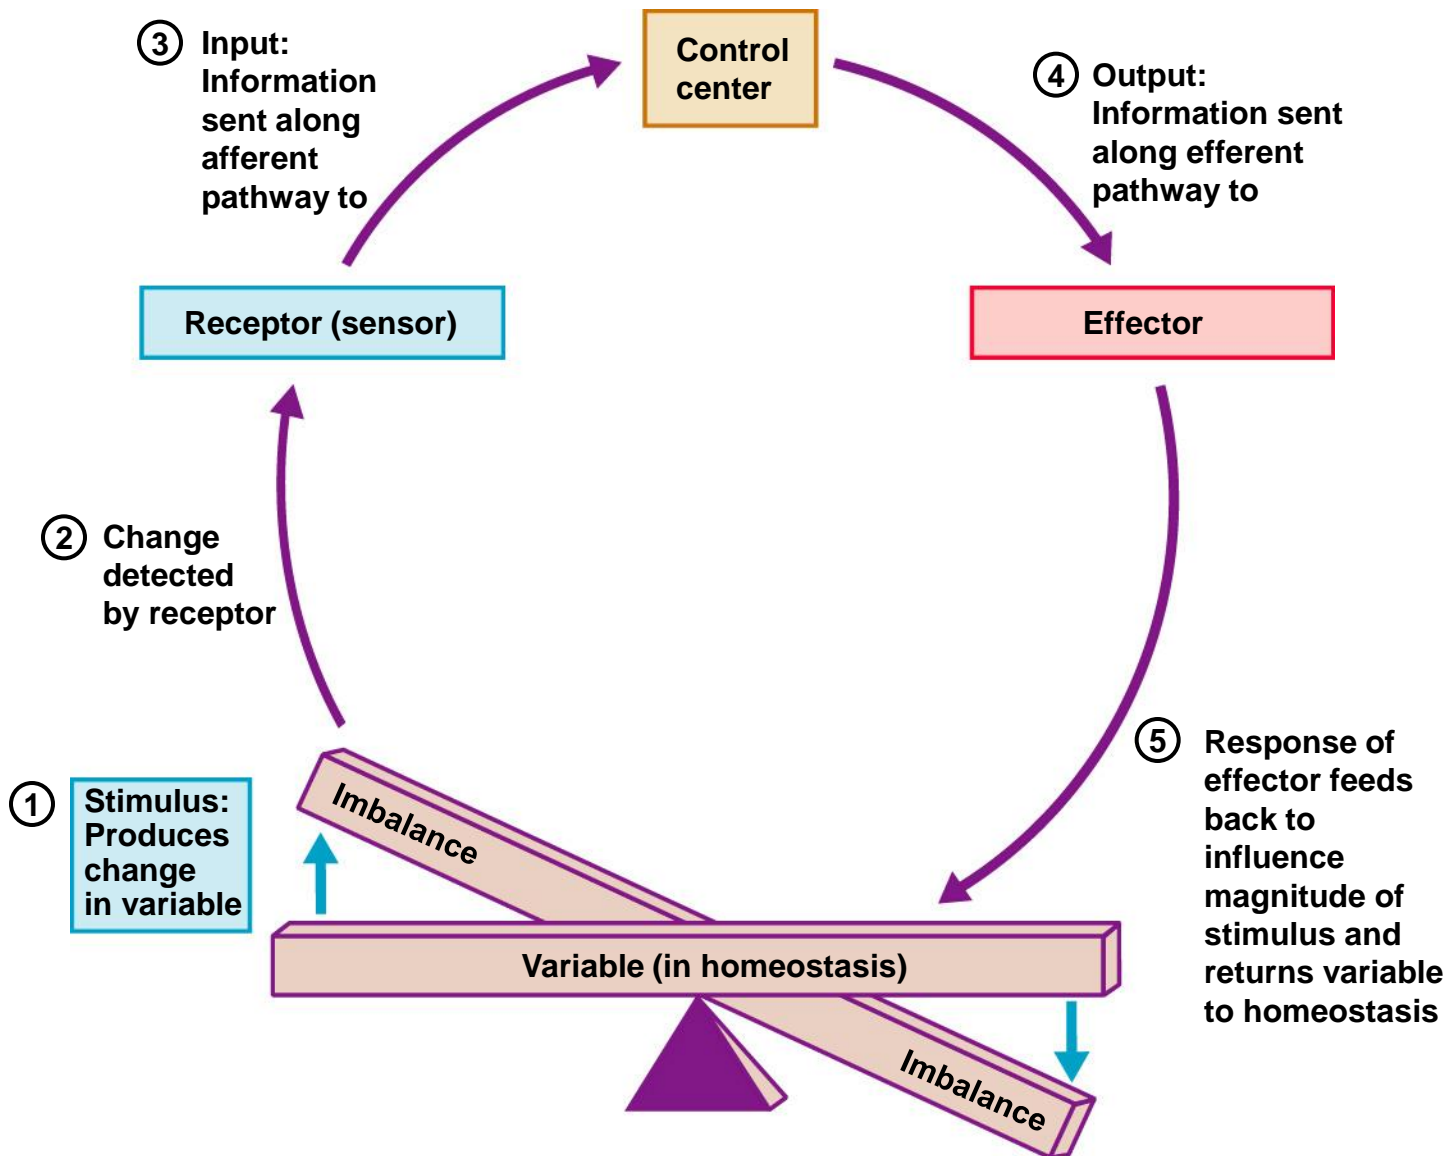 3 Input:
Information
sent along
afferent
pathway to
Control
center
4 Output:
Information sent
along efferent
pathway to
Receptor (sensor)
Effector
2 Change
detected
by receptor
1 Stimulus:
Produces
change
in variable
Imbalance
Variable (in homeostasis)
Imbalance
5 Response of
effector feeds
back to
influence
magnitude of
stimulus and
returns variable
to homeostasis